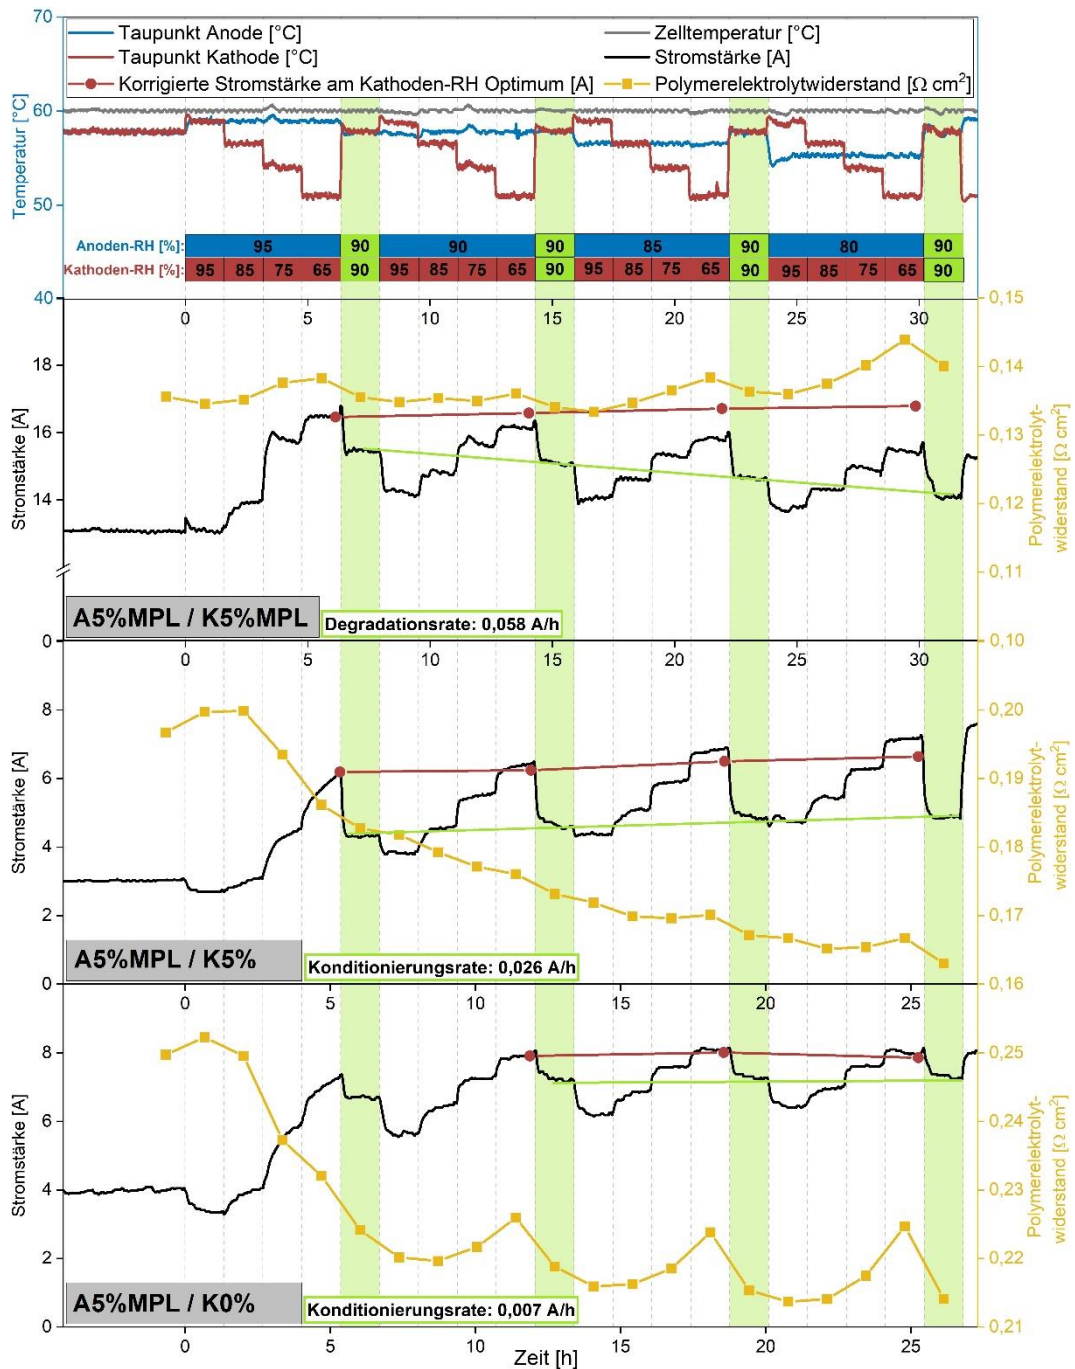 70
Taupunkt Anode [°C]
Zelltemperatur [°C]
Taupunkt Kathode [°C]
Stromstärke [A]
Korrigierte Stromstärke am Kathoden-RH Optimum [A]
Polymerelektrolytwiderstand [Ω cm²]
Temperatur [°C]
60
50
Anoden-RH [%]: 95 90 90 90 85 90 80 90
Kathoden-RH [%]: 95 85 75 65 90 95 85 75 65 90 95 85 75 65 90 95 85 75 65 90
40
0 5 10 15 20 25 30
0,15
Stromstärke [A]
18
16
14
0,14
0,13
0,12
0,11
0,10
Polymerelektrolyt-
widerstand [Ω cm²]
A5%MPL / K5%MPL
Degradationsrate: 0,058 A/h
0
0 5 10 15 20 25 30
Stromstärke [A]
8
6
4
2
0
0,20
0,19
0,18
0,17
0,16
Polymerelektrolyt-
widerstand [Ω cm²]
A5%MPL / K5%
Konditionierungsrate: 0,026 A/h
0 5 10 15 20 25
Stromstärke [A]
8
6
4
2
0
0,25
0,24
0,23
0,22
0,21
Polymerelektrolyt-
widerstand [Ω cm²]
A5%MPL / K0%
Konditionierungsrate: 0,007 A/h
0 5 10 15 20 25
Zeit [h]